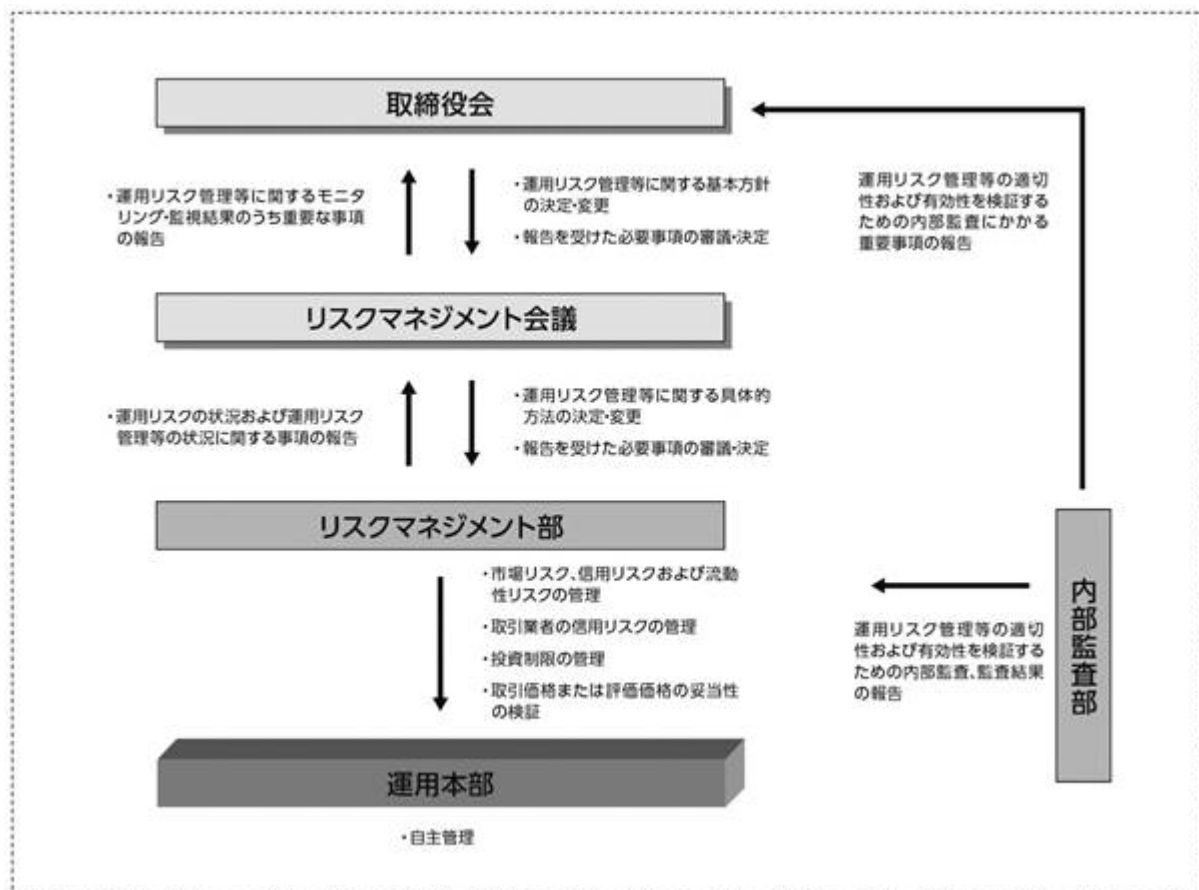 取締役会
・運用リスク管理等に関するモニタ
リング・監視結果のうち重要な事項
の報告
・運用リスク管理等に関する基本方針
の決定・変更
・報告を受けた必要事項の審議・決定
運用リスク管理等の適切
性および有効性を検証する
ための内部監査にかかる
重要事項の報告
リスクマネジメント会議
・運用リスクの状況および運用リスク
管理等の状況に関する事項の報告
・運用リスク管理等に関する具体的
方法の決定・変更
・報告を受けた必要事項の審議・決定
リスクマネジメント部
・市場リスク、信用リスクおよび流動
性リスクの管理
・取引業者の信用リスクの管理
・投資制限の管理
・取引価格または評価価格の妥当性
の検証
運用リスク管理等の適切
性および有効性を検証する
ための内部監査、監査結果
の報告
内部監査部
運用本部
・自主管理